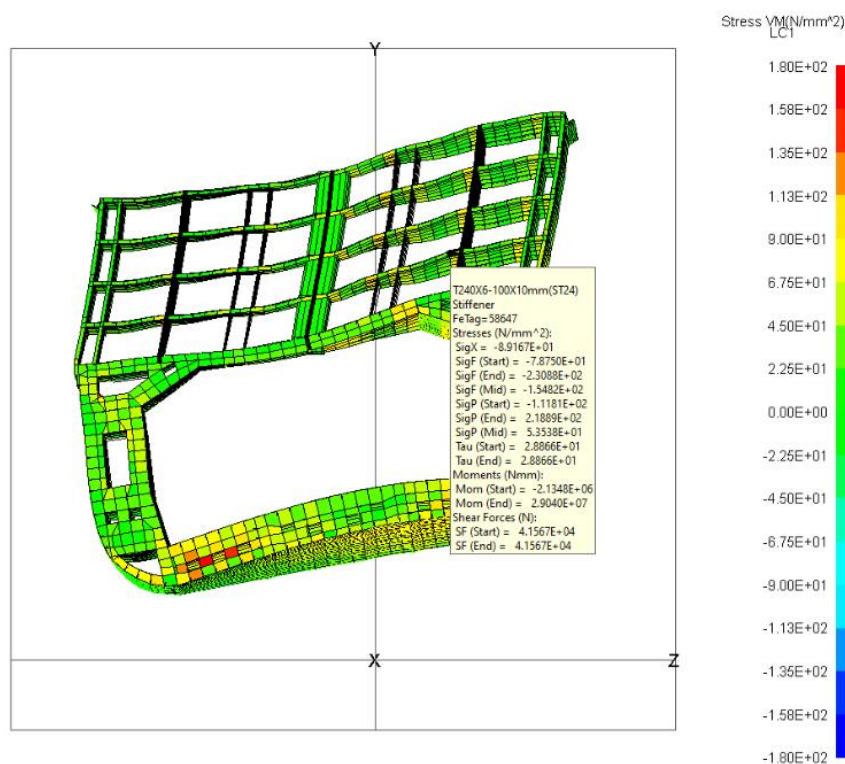 Stress VM(N/mm^2)
LC1
1.80E+02
1.58E+02
1.35E+02
1.13E+02
9.00E+01
6.75E+01
4.50E+01
2.25E+01
0.00E+00
-2.25E+01
-4.50E+01
-6.75E+01
-9.00E+01
-1.13E+02
-1.35E+02
-1.58E+02
-1.80E+02
Y
T240X6-100X10mm(ST24)
Stiffener
FeTag=58647
Stresses (N/mm^2):
SigX = -8.9167E+01
SigF (Start) = -7.8750E+01
SigF (End) = -2.3088E+02
SigF (Mid) = -1.5482E+02
SigP (Start) = -1.1181E+02
SigP (End) = 2.1889E+02
SigP (Mid) = 5.3538E+01
Tau (Start) = 2.8866E+01
Tau (End) = 2.8866E+01
Moments (Nmm):
Mom (Start) = -2.1348E+06
Mom (End) = 2.9040E+07
Shear Forces (N):
SF (Start) = 4.1567E+04
SF (End) = 4.1567E+04
X
Z